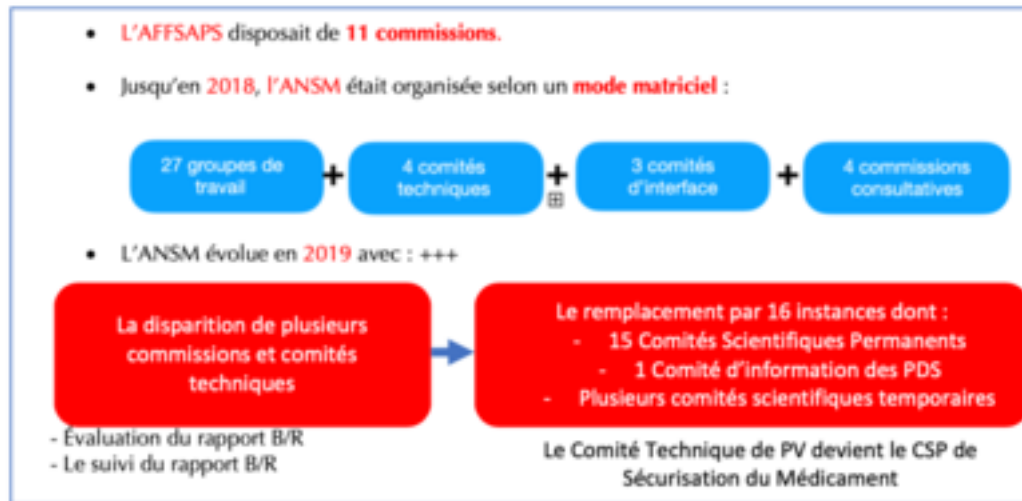 • L'AFFSAPS disposait de 11 commissions.
• Jusqu'en 2018, l'ANSM était organisée selon un mode matriciel :
27 groupes de travail + 4 comités techniques + 3 comités d'interface + 4 commissions consultatives
• L'ANSM évolue en 2019 avec : +++
La disparition de plusieurs
commissions et comités
techniques
Le remplacement par 16 instances dont :
- 15 Comités Scientifiques Permanents
- 1 Comité d'information des PDS
- Plusieurs comités scientifiques temporaires
- Évaluation du rapport B/R
- Le suivi du rapport B/R
Le Comité Technique de PV devient le CSP de
Sécurisation du Médicament